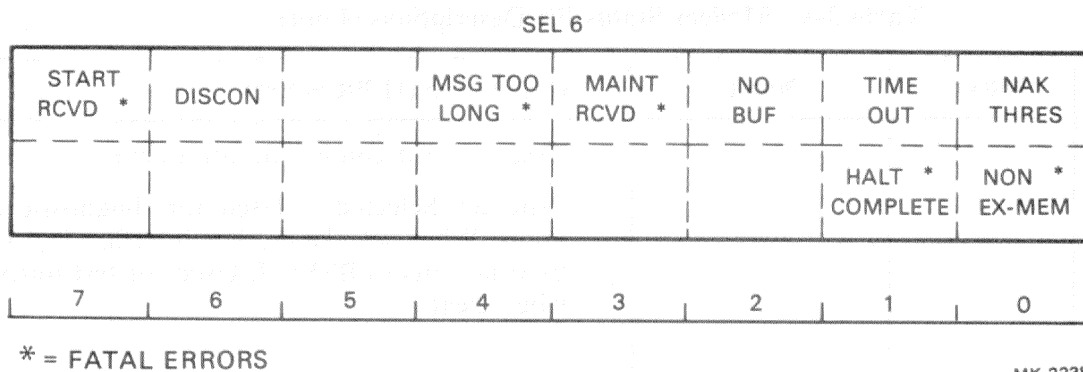 SEL 6
START DISCON MSG TOO MAINT NO TIME NAK
RCVD * LONG * RCVD * BUF OUT THRES
HALT * NON *
COMPLETE EX-MEM
7 6 5 4 3 2 1 0
* = FATAL ERRORS